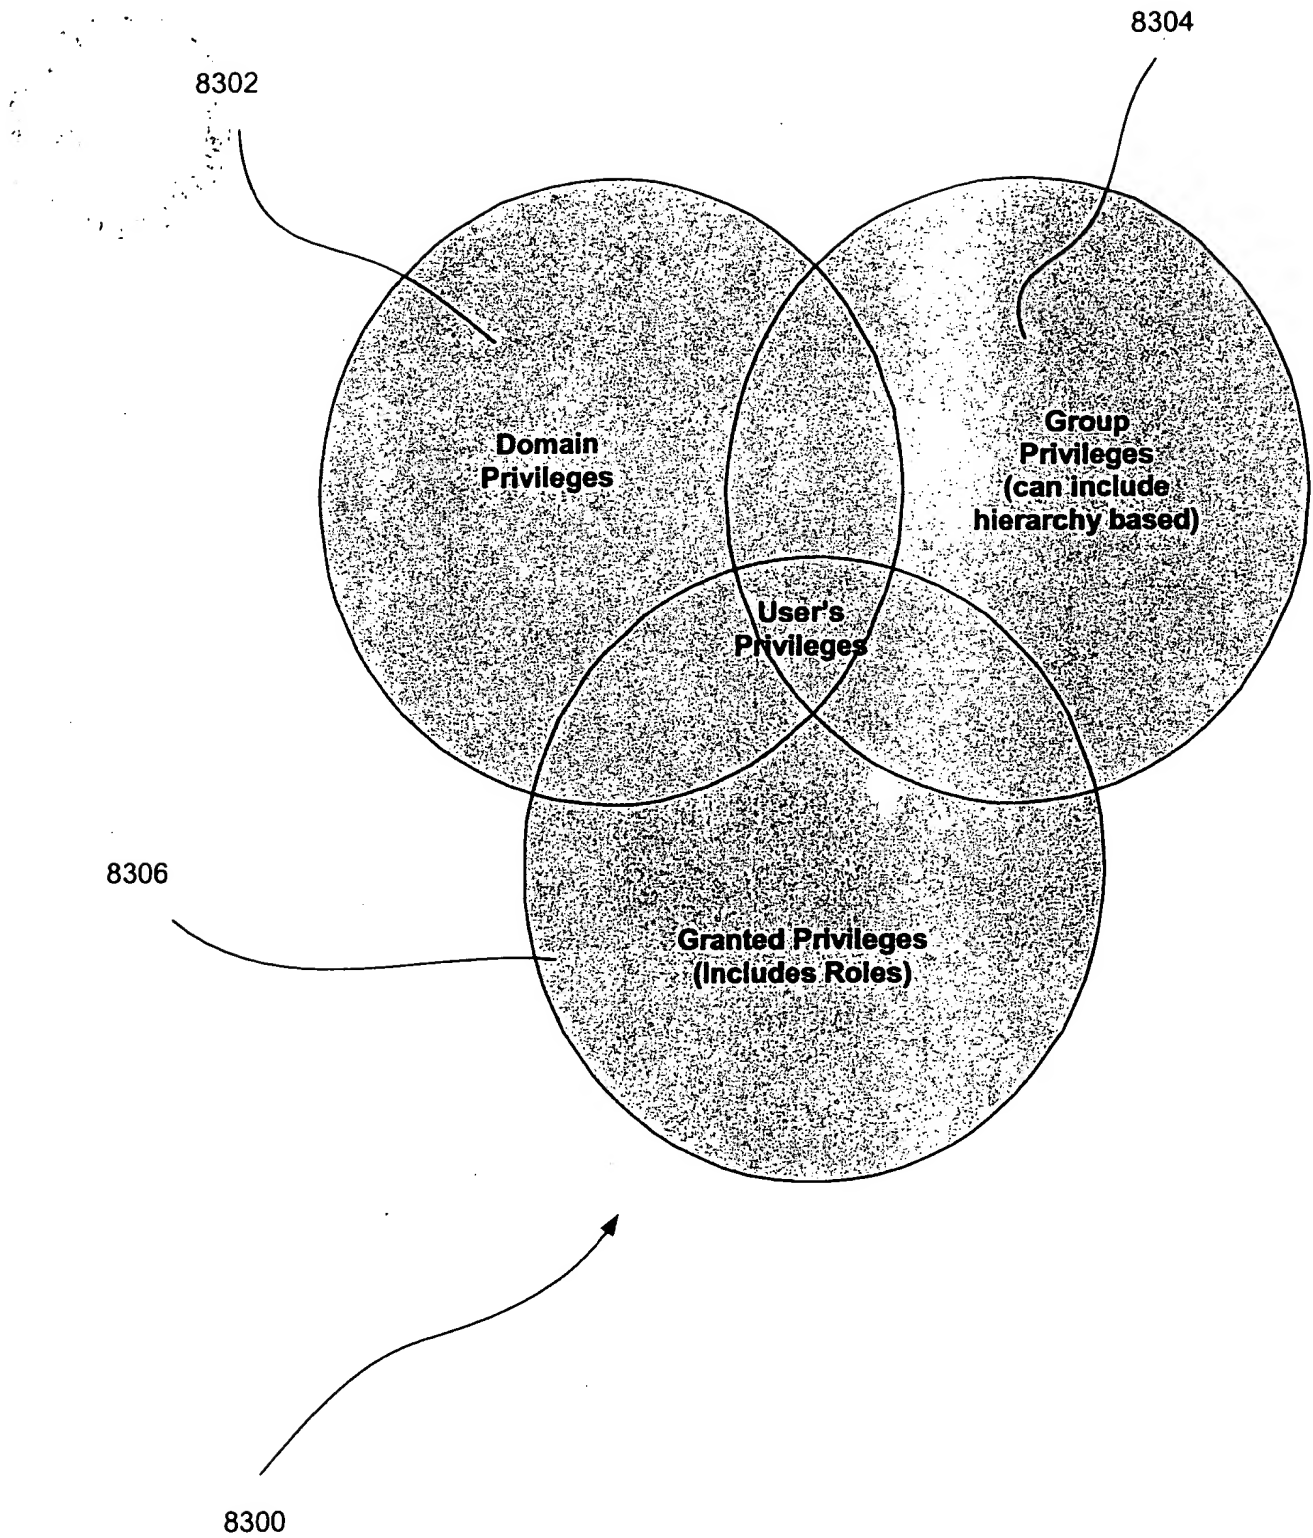 8304
8302
Domain
Privileges
Group
Privileges
(can include
hierarchy based)
User's
Privileges
8306
Granted Privileges
(Includes Roles)
8300